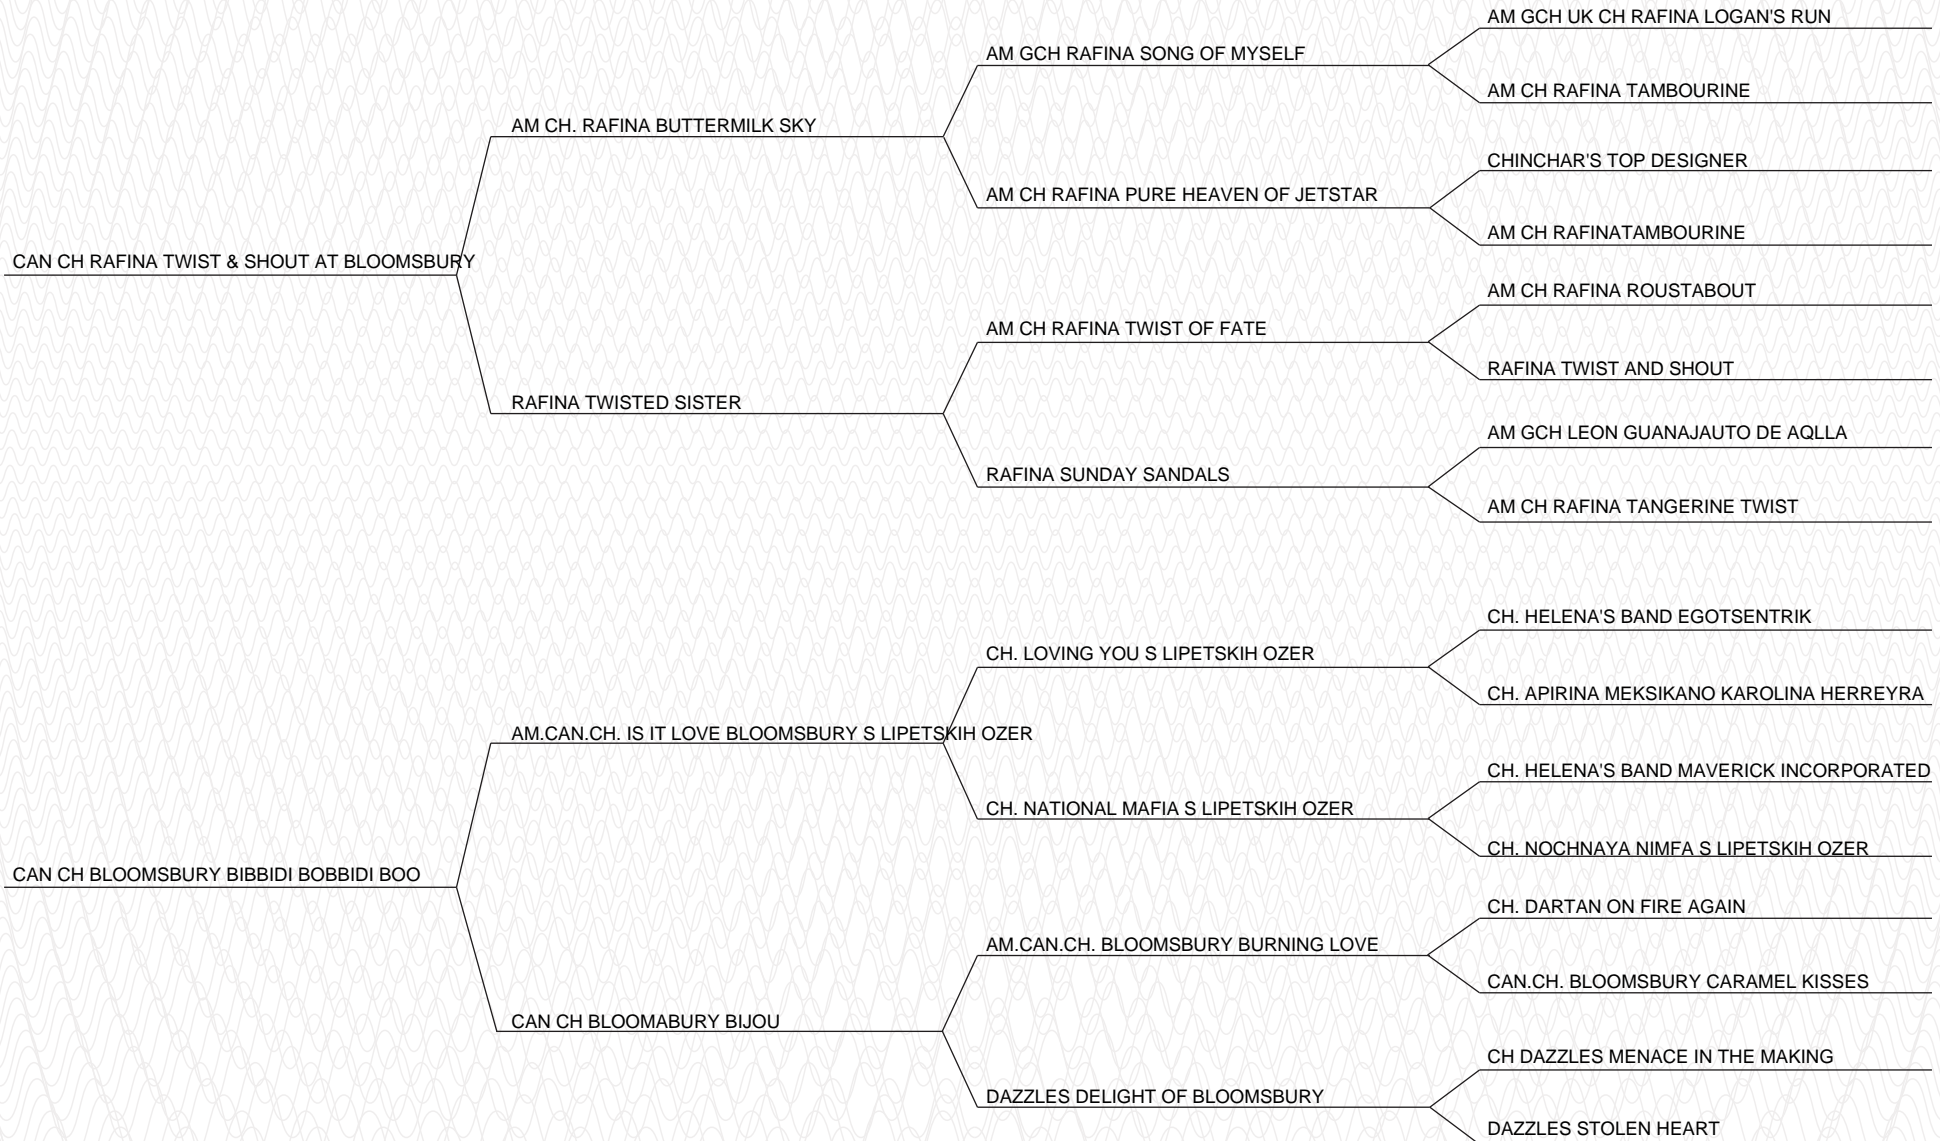 AM GCH UK CH RAFINA LOGAN'S RUN
AM GCH RAFINA SONG OF MYSELF
AM CH RAFINA TAMBOURINE
AM CH. RAFINA BUTTERMILK SKY
CHINCHAR'S TOP DESIGNER
AM CH RAFINA PURE HEAVEN OF JETSTAR
AM CH RAFINATAMBOURINE
CAN CH RAFINA TWIST & SHOUT AT BLOOMSBURY
AM CH RAFINA ROUSTABOUT
AM CH RAFINA TWIST OF FATE
RAFINA TWIST AND SHOUT
RAFINA TWISTED SISTER
AM GCH LEON GUANAJAUTO DE AQLLA
RAFINA SUNDAY SANDALS
AM CH RAFINA TANGERINE TWIST
CH. HELENA'S BAND EGOTSENTRIK
CH. LOVING YOU S LIPETSKIH OZER
CH. APIRINA MEKSIKANO KAROLINA HERREYRA
AM.CAN.CH. IS IT LOVE BLOOMSBURY S LIPETSKIH OZER
CH. HELENA'S BAND MAVERICK INCORPORATED
CH. NATIONAL MAFIA S LIPETSKIH OZER
CH. NOCHNAYA NIMFA S LIPETSKIH OZER
CAN CH BLOOMSBURY BIBBIDI BOBBIDI BOO
CH. DARTAN ON FIRE AGAIN
AM.CAN.CH. BLOOMSBURY BURNING LOVE
CAN.CH. BLOOMSBURY CARAMEL KISSES
CAN CH BLOOMABURY BIJOU
CH DAZZLES MENACE IN THE MAKING
DAZZLES DELIGHT OF BLOOMSBURY
DAZZLES STOLEN HEART